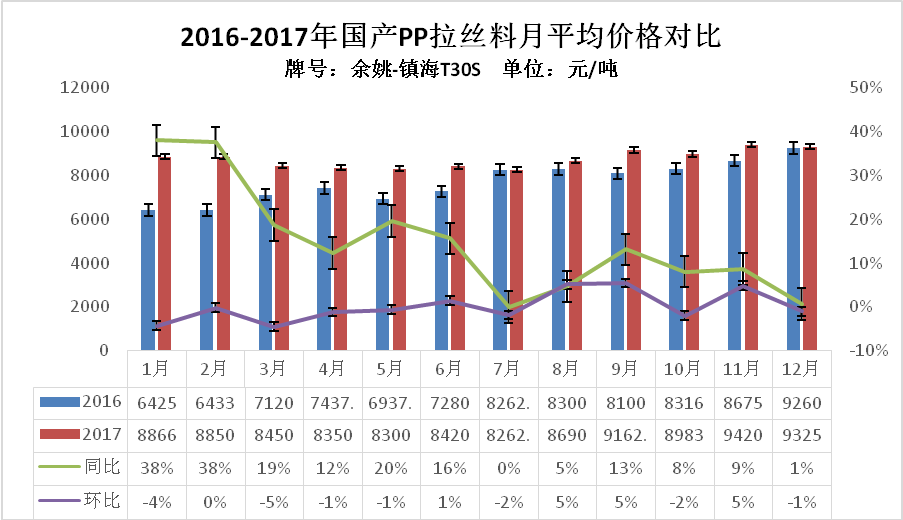 2016-2017年国产PP拉丝料月平均价格对比
牌号：余姚-镇海T30S 单位：元/吨
12000 50%
10000 40%
8000 30%
6000 20%
4000 10%
2000 0%
0 -10%
1月 2月 3月 4月 5月 6月 7月 8月 9月 10月 11月 12月
2016 6425 6433 7120 7437. 6937. 7280 8262. 8300 8100 8316 8675 9260
2017 8866 8850 8450 8350 8300 8420 8262. 8690 9162. 8983 9420 9325
同比 38% 38% 19% 12% 20% 16% 0% 5% 13% 8% 9% 1%
环比 -4% 0% -5% -1% -1% 1% -2% 5% 5% -2% 5% -1%